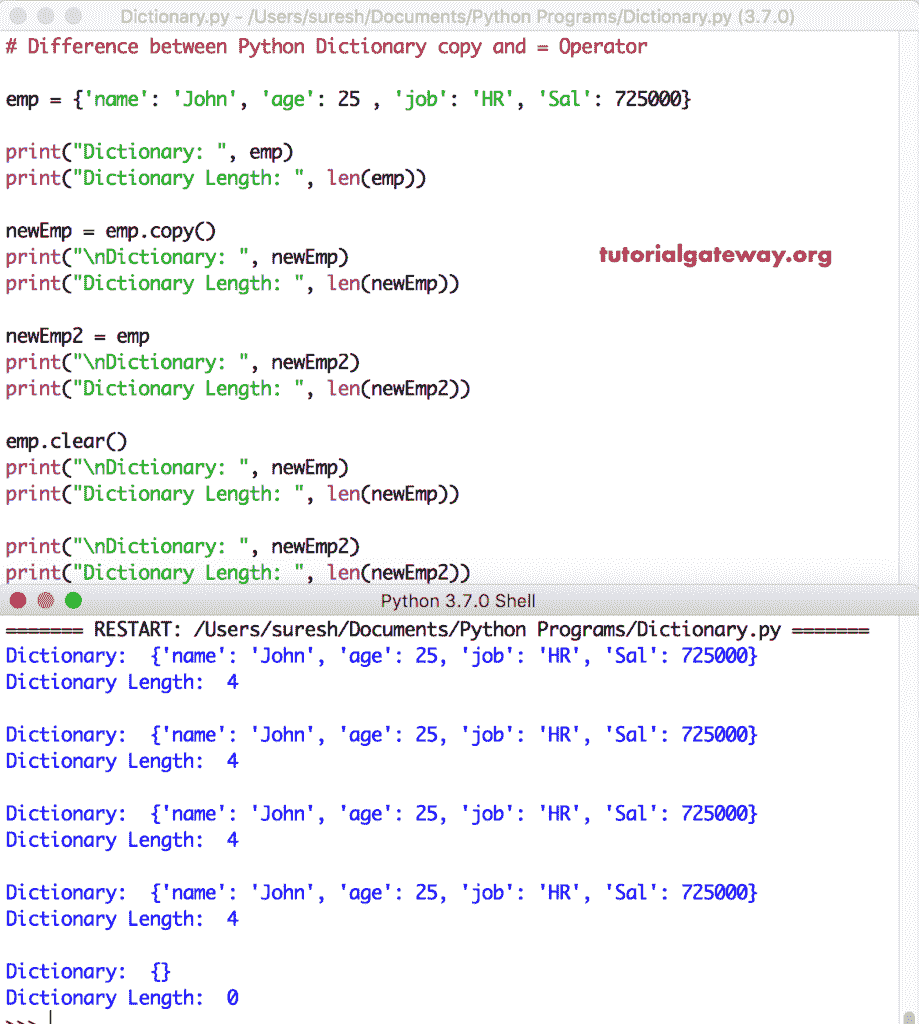 Dictionary.py - /Users/suresh/Documents/Python Programs/Dictionary.py (3.7.0)
# Difference between Python Dictionary copy and = Operator
emp = {'name': 'John', 'age': 25 , 'job': 'HR', 'Sal': 725000}
print("Dictionary: ", emp)
print("Dictionary Length: ", len(emp))
newEmp = emp.copy()
print("\nDictionary: ", newEmp)
tutorialgateway.org
print("Dictionary Length: ", len(newEmp))
newEmp2 = emp
print("\nDictionary: ", newEmp2)
print("Dictionary Length: ", len(newEmp2))
emp.clear()
print("\nDictionary: ", newEmp)
print("Dictionary Length: ", len(newEmp))
print("\nDictionary: ", newEmp2)
print("Dictionary Length: ", len(newEmp2))
Python 3.7.0 Shell
======= RESTART: /Users/suresh/Documents/Python Programs/Dictionary.py =======
Dictionary:  {'name': 'John', 'age': 25, 'job': 'HR', 'Sal': 725000}
Dictionary Length:  4
Dictionary:  {'name': 'John', 'age': 25, 'job': 'HR', 'Sal': 725000}
Dictionary Length:  4
Dictionary:  {'name': 'John', 'age': 25, 'job': 'HR', 'Sal': 725000}
Dictionary Length:  4
Dictionary:  {'name': 'John', 'age': 25, 'job': 'HR', 'Sal': 725000}
Dictionary Length:  4
Dictionary:  {}
Dictionary Length:  0
>>>